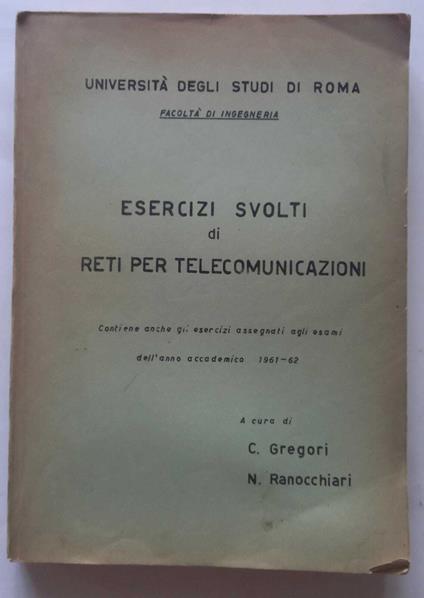 UNIVERSITÀ DEGLI STUDI DI ROMA
FACOLTÀ DI INGEGNERIA
ESERCIZI SVOLTI
di
RETI PER TELECOMUNICAZIONI
Contiene anche gli esercizi assegnati agli esami
dell'anno accademico 1961-62
A cura di
C. Gregori
N. Ranocchiari